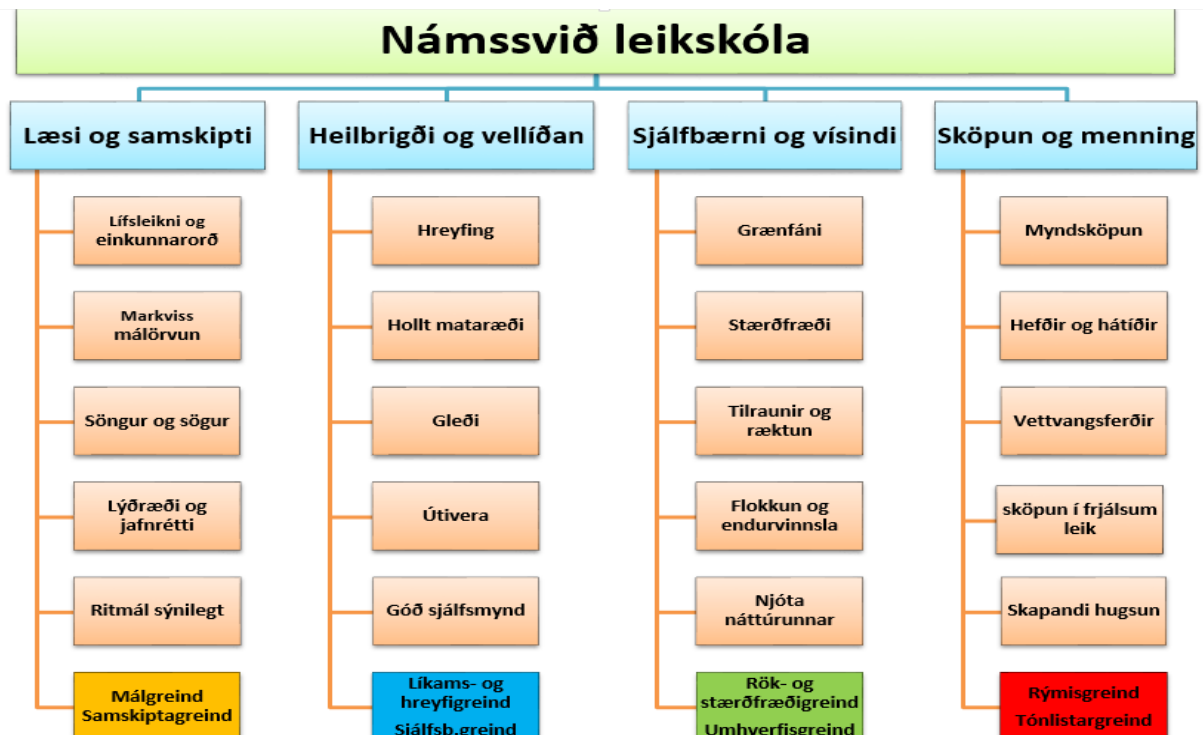 Námssvið leikskóla
Læsi og samskipti
Lífsleikni og
einkunnarorð
Markviss
málörvun
Söngur og sögur
Lýðræði og
jafnrétti
Ritmál sýnilegt
Málgreind
Samskiptagreind
Heilbrigði og vellíðan
Hreyfing
Hollt mataræði
Gleði
Útivera
Góð sjálfsmynd
Líkams- og
hreyfigreind
Sjálfsb.greind
Sjálfbærni og vísindi
Grænfáni
Stærðfræði
Tilraunir og
ræktun
Flokkun og
endurvinnsla
Njóta
náttúrunnar
Rök- og
stærðfræðigreind
Umhverfisgreind
Sköpun og menning
Myndsköpun
Hefðir og hátíðir
Vettvangsferðir
sköpun í frjálsum
leik
Skapandi hugsun
Rýmisgreind
Tónlistargreind